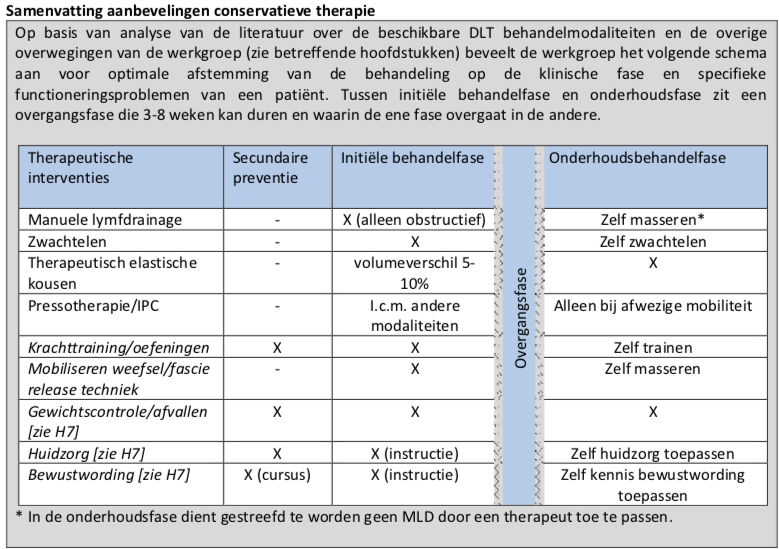 Samenvatting aanbevelingen conservatieve therapie
Op basis van analyse van de literatuur over de beschikbare DLT behandelmodaliteiten en de overige
overwegingen van de werkgroep (zie betreffende hoofdstukken) beveelt de werkgroep het volgende schema
aan voor optimale afstemming van de behandeling op de klinische fase en specifieke
functioneringsproblemen van een patiënt. Tussen initiële behandelfase en onderhoudsfase zit een
overgangsfase die 3-8 weken kan duren en waarin de ene fase overgaat in de andere.
Therapeutische interventies | Secundaire preventie | Initiële behandelfase | Overgangsfase | Onderhoudsbehandelfase
Manuele lymfdrainage | - | X (alleen obstructief) | Zelf masseren*
Zwachtelen | - | X | Zelf zwachtelen
Therapeutisch elastische kousen | - | volumeverschil 5-10% | X
Pressotherapie/IPC | - | I.c.m. andere modaliteiten | Alleen bij afwezige mobiliteit
Krachttraining/oefeningen | X | X | Zelf trainen
Mobiliseren weefsel/fascie release techniek | - | X | Zelf masseren
Gewichtscontrole/afvallen [zie H7] | X | X | X
Huidzorg [zie H7] | X | X (instructie) | Zelf huidzorg toepassen
Bewustwording [zie H7] | X (cursus) | X (instructie) | Zelf kennis bewustwording toepassen
* In de onderhoudsfase dient gestreefd te worden geen MLD door een therapeut toe te passen.